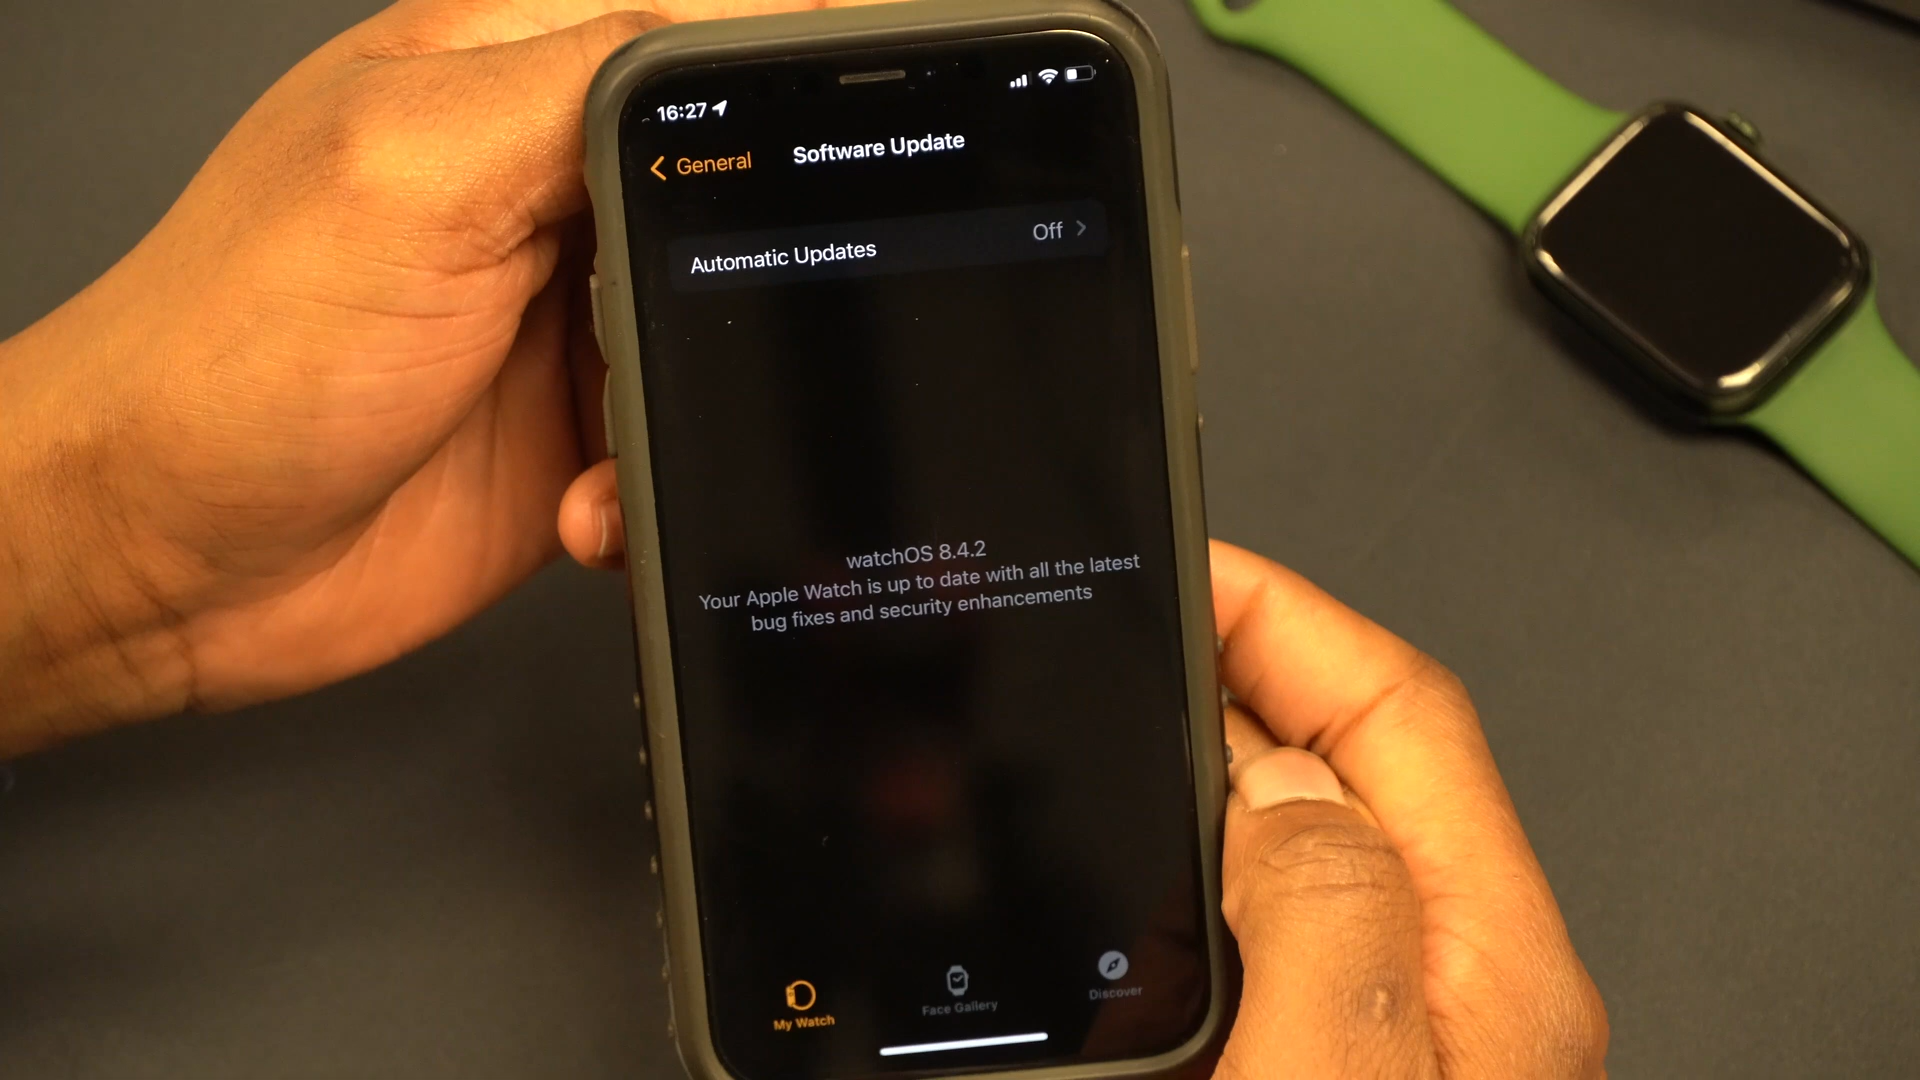 16:27
General
Software Update
Automatic Updates
Off
watchOS 8.4.2
Your Apple Watch is up to date with all the latest
bug fixes and security enhancements
My Watch
Face Gallery
Discover